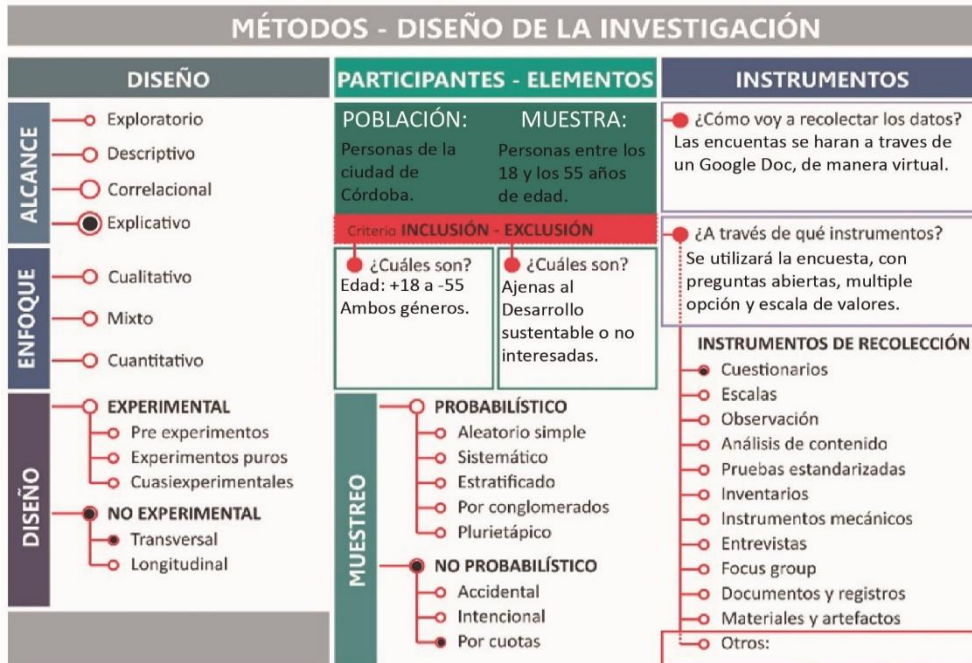 MÉTODOS - DISEÑO DE LA INVESTIGACIÓN
DISEÑO
ALCANCE
Exploratorio
Descriptivo
Correlacional
Explicativo
ENFOQUE
Cualitativo
Mixto
Cuantitativo
DISEÑO
EXPERIMENTAL
Pre experimentos
Experimentos puros
Cuasiexperimentales
NO EXPERIMENTAL
Transversal
Longitudinal
PARTICIPANTES - ELEMENTOS
POBLACIÓN:
Personas de la
ciudad de
Córdoba.
MUESTRA:
Personas entre los
18 y los 55 años
de edad.
Criterio INCLUSIÓN - EXCLUSIÓN
¿Cuáles son?
Edad: +18 a -55
Ambos géneros.
¿Cuáles son?
Ajenas al
Desarrollo
sustentable o no
interesadas.
MUESTREO
PROBABILÍSTICO
Aleatorio simple
Sistemático
Estratificado
Por conglomerados
Plurietápico
NO PROBABILÍSTICO
Accidental
Intencional
Por cuotas
INSTRUMENTOS
¿Cómo voy a recolectar los datos?
Las encuentas se haran a traves de
un Google Doc, de manera virtual.
¿A través de qué instrumentos?
Se utilizará la encuesta, con
preguntas abiertas, multiple
opción y escala de valores.
INSTRUMENTOS DE RECOLECCIÓN
Cuestionarios
Escalas
Observación
Análisis de contenido
Pruebas estandarizadas
Inventarios
Instrumentos mecánicos
Entrevistas
Focus group
Documentos y registros
Materiales y artefactos
Otros: